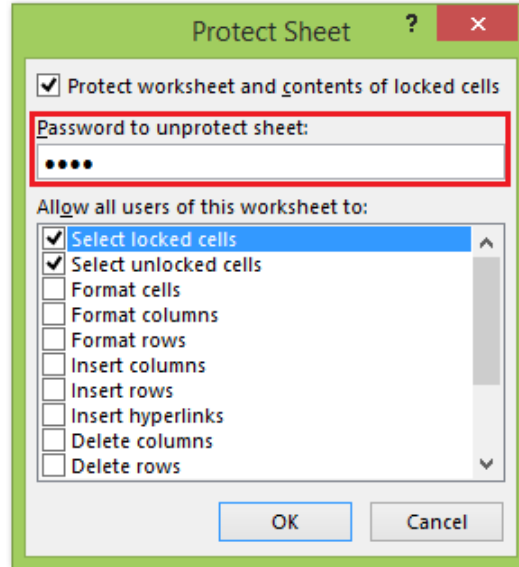 Protect Sheet ? ×
Protect worksheet and contents of locked cells
Password to unprotect sheet:
••••
Allow all users of this worksheet to:
Select locked cells
Select unlocked cells
Format cells
Format columns
Format rows
Insert columns
Insert rows
Insert hyperlinks
Delete columns
Delete rows
OK Cancel